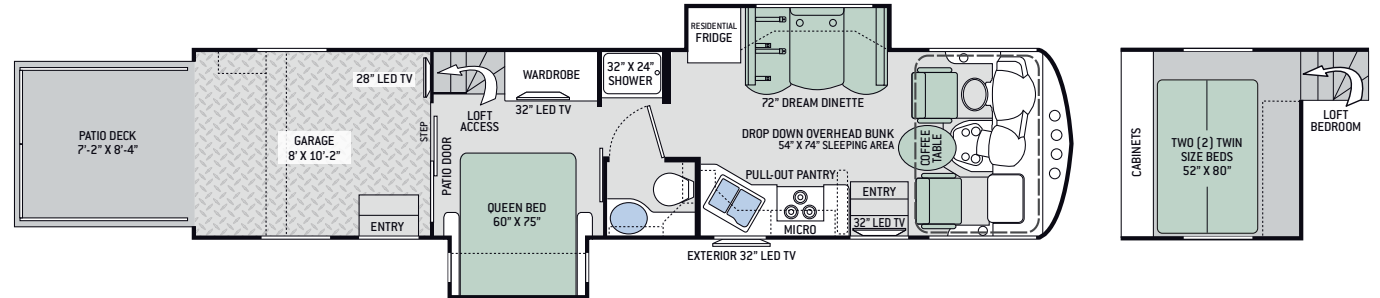 PATIO DECK
7'-2" X 8'-4"
GARAGE
8' X 10'-2"
28" LED TV
STEP
PATIO DOOR
ENTRY
LOFT
ACCESS
WARDROBE
32" LED TV
32" X 24"
SHOWER
QUEEN BED
60" X 75"
RESIDENTIAL
FRIDGE
72" DREAM DINETTE
DROP DOWN OVERHEAD BUNK
54" X 74" SLEEPING AREA
COFFEE
TABLE
PULL-OUT PANTRY
MICRO
ENTRY
32" LED TV
EXTERIOR 32" LED TV
CABINETS
TWO (2) TWIN
SIZE BEDS
52" X 80"
LOFT
BEDROOM